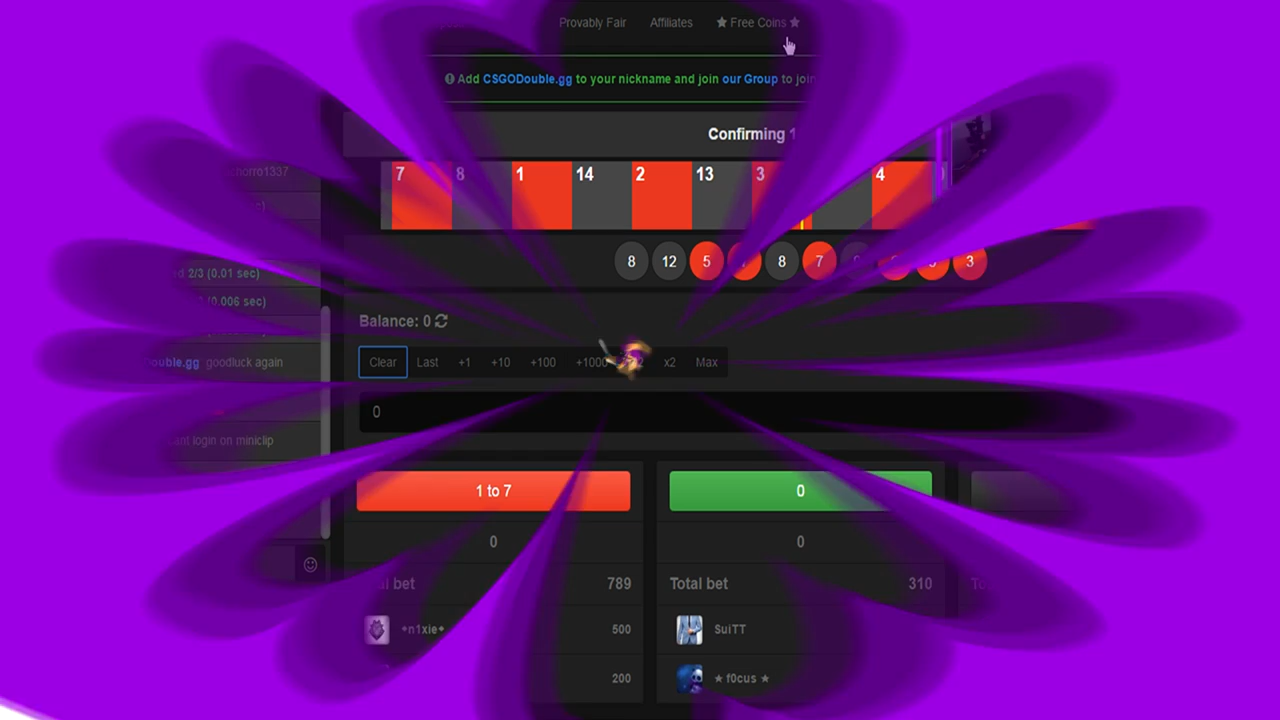 Provably Fair Affiliates ★ Free Coins ★
Add CSGODouble.gg to your nickname and join our Group to join
Confirming 1
7 8 1 14 2 13 3 4
norro1337
8 12 5 8 7 3
2/3 (0.01 sec)
(0.006 sec)
Balance: 0
ouble.gg goodluck again
Clear Last +1 +10 +100 +1000 x2 Max
0
login on miniclip
1 to 7 0
0 0
bet 789 Total bet 310
*n1xie* 500 SuiTT
200 ★ f0cus ★